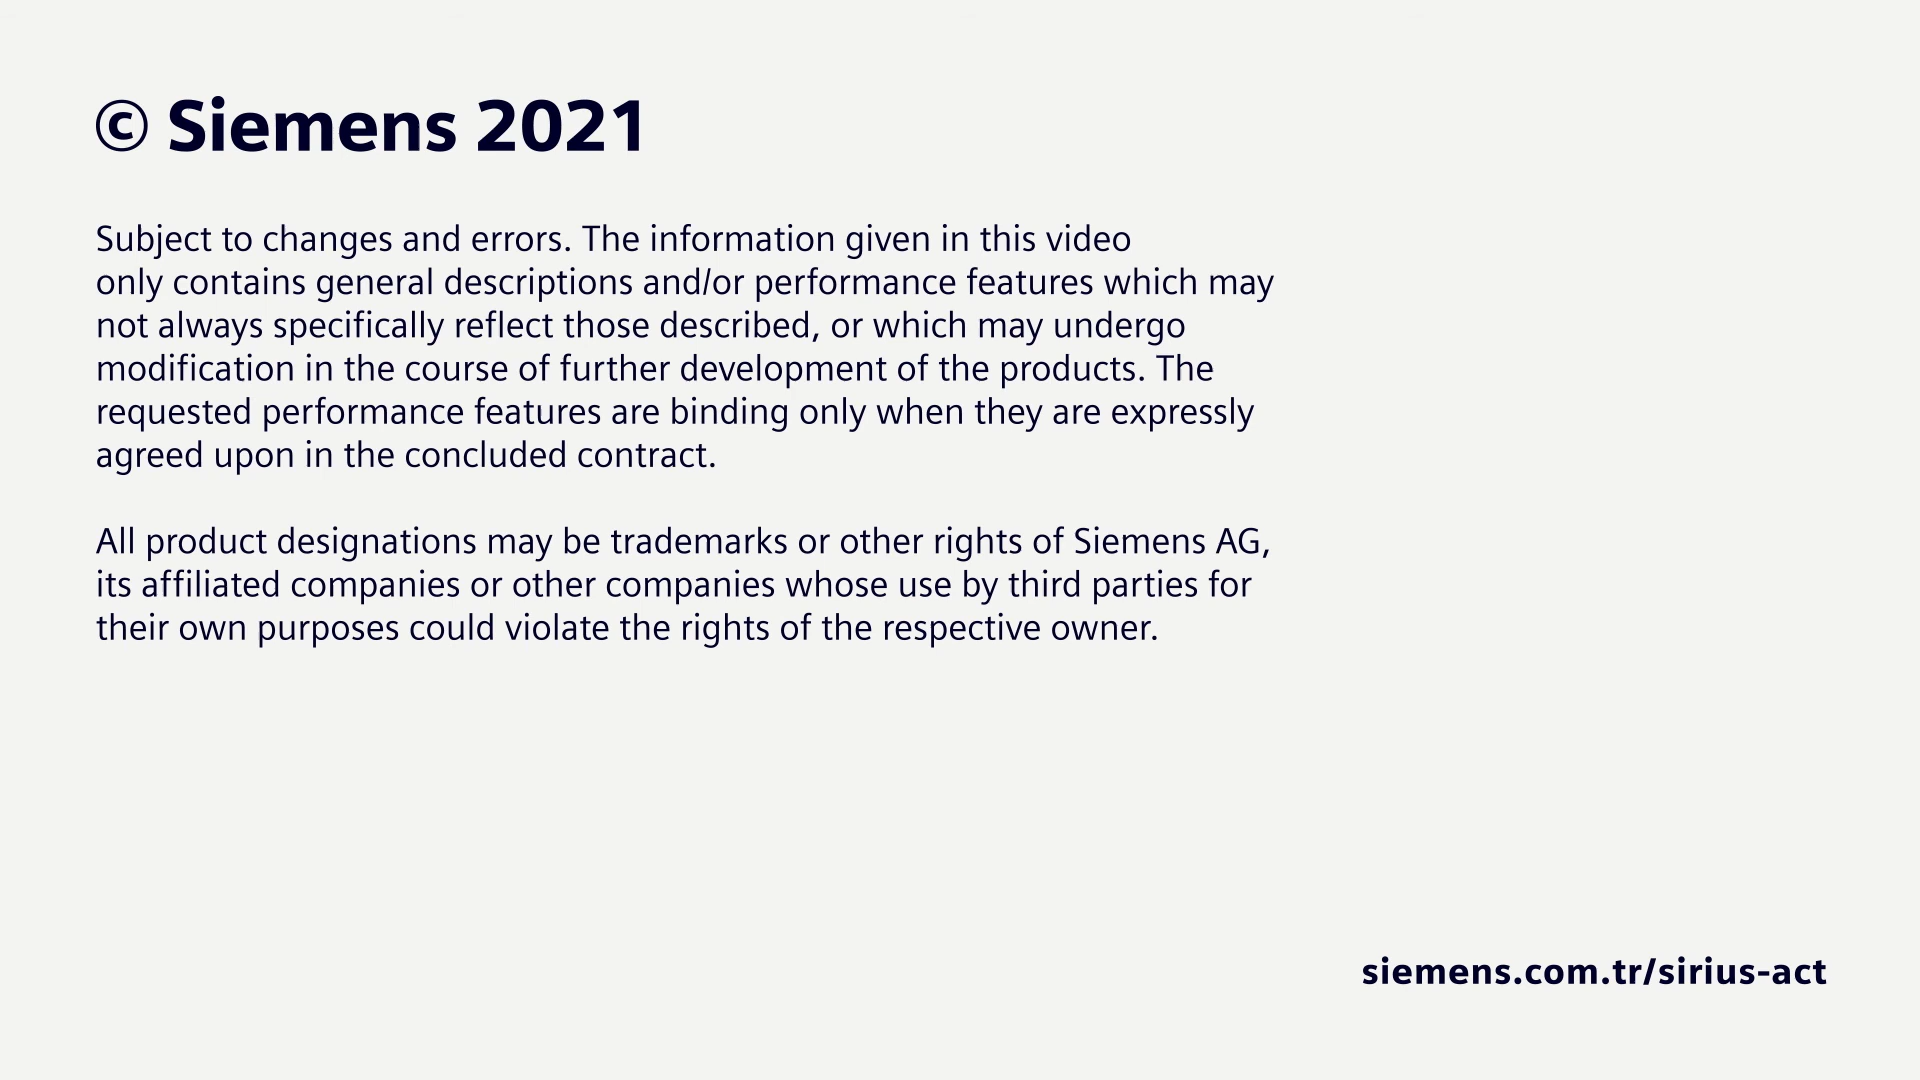 © Siemens 2021
Subject to changes and errors. The information given in this video
only contains general descriptions and/or performance features which may
not always specifically reflect those described, or which may undergo
modification in the course of further development of the products. The
requested performance features are binding only when they are expressly
agreed upon in the concluded contract.
All product designations may be trademarks or other rights of Siemens AG,
its affiliated companies or other companies whose use by third parties for
their own purposes could violate the rights of the respective owner.
siemens.com.tr/sirius-act